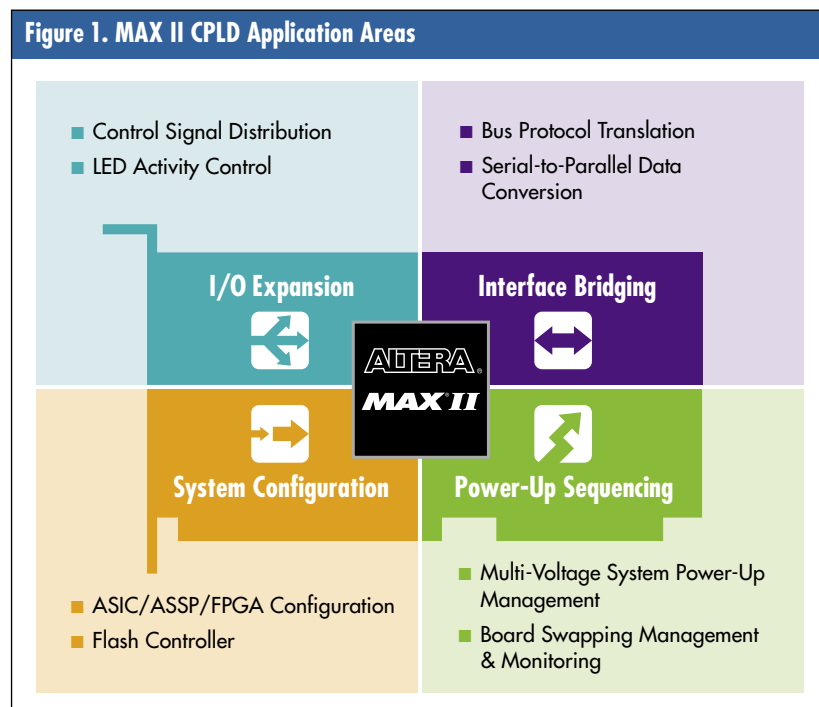 Figure 1. MAX II CPLD Application Areas
Control Signal Distribution
LED Activity Control
Bus Protocol Translation
Serial-to-Parallel Data
Conversion
I/O Expansion
Interface Bridging
ALTERA®
MAX® II
System Configuration
Power-Up Sequencing
ASIC/ASSP/FPGA Configuration
Flash Controller
Multi-Voltage System Power-Up
Management
Board Swapping Management
& Monitoring